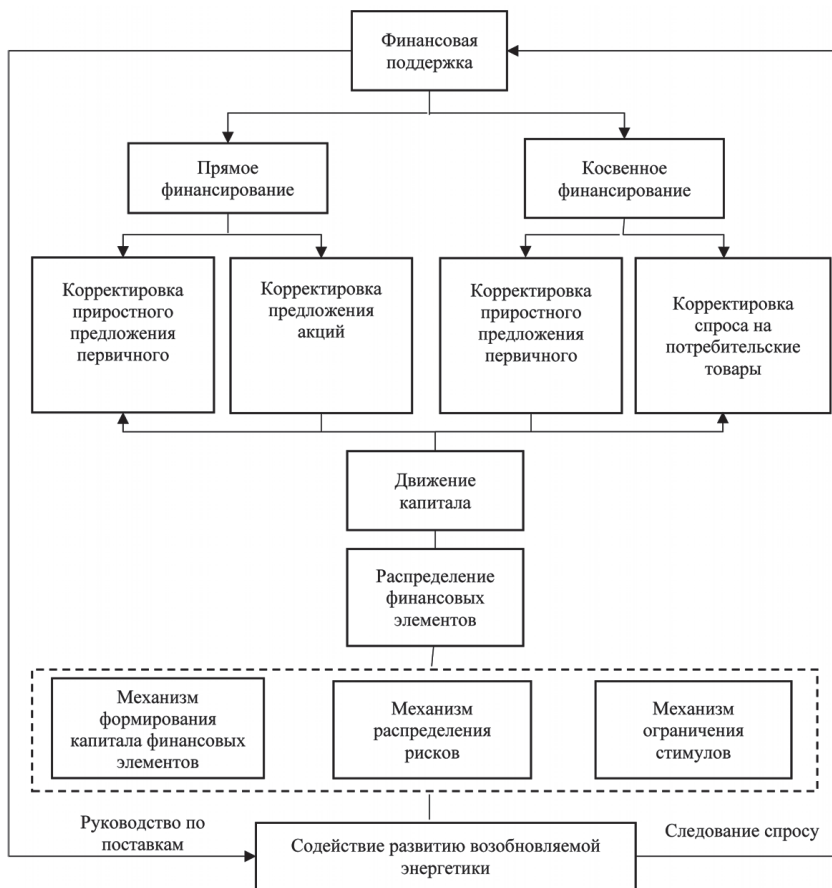 Финансовая
поддержка
Прямое
финансирование
Косвенное
финансирование
Корректировка
приростного
предложения
первичного
Корректировка
предложения
акций
Корректировка
приростного
предложения
первичного
Корректировка
спроса на
потребительские
товары
Движение
капитала
Распределение
финансовых
элементов
Механизм
формирования
капитала финансовых
элементов
Механизм
распределения
рисков
Механизм
ограничения
стимулов
Руководство по
поставкам
Содействие развитию возобновляемой
энергетики
Следование спросу